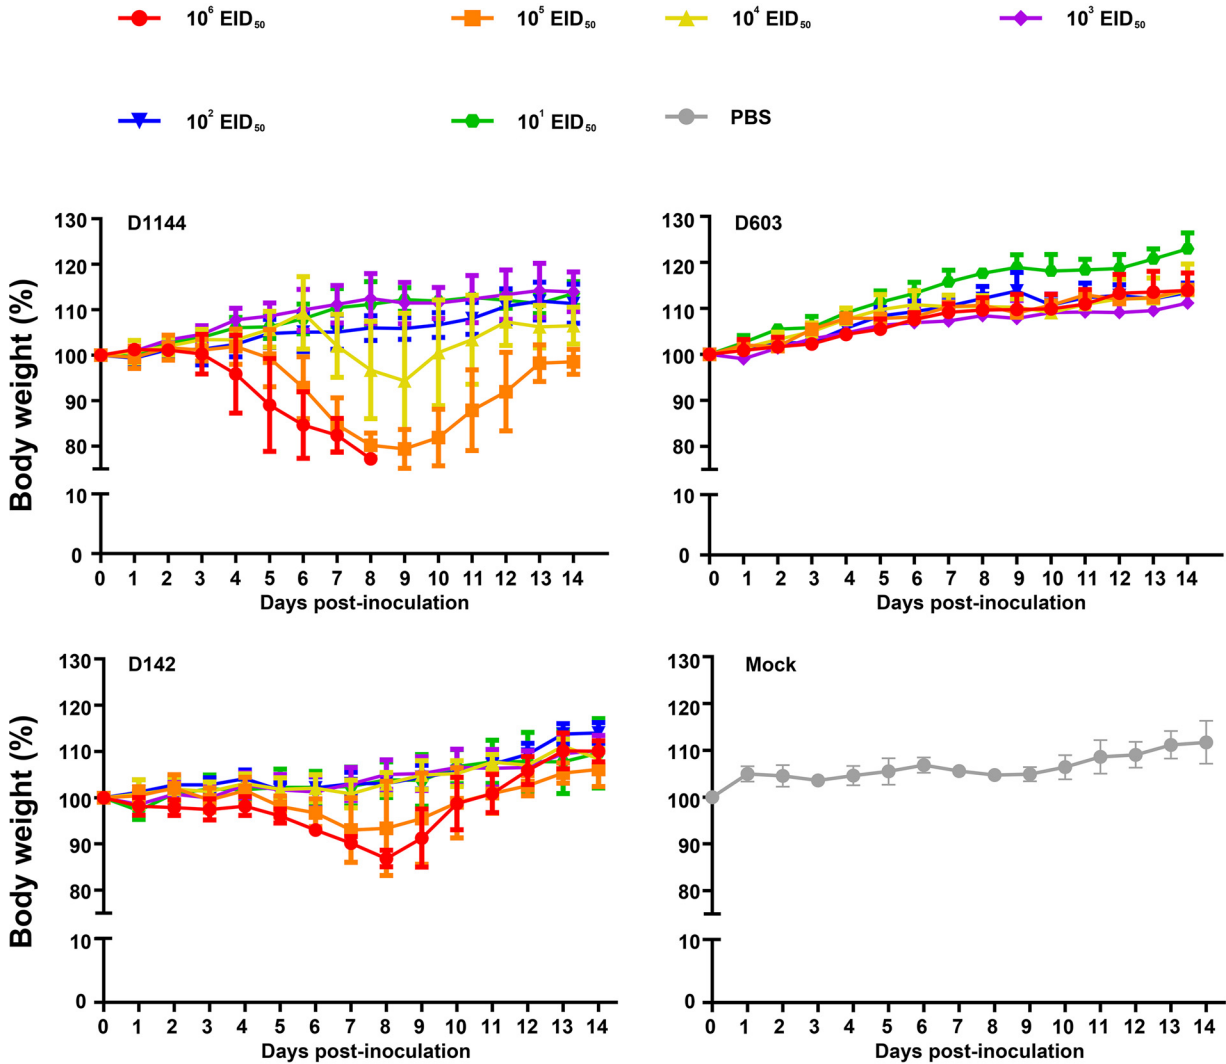 10⁶ EID₅₀ 10⁵ EID₅₀ 10⁴ EID₅₀ 10³ EID₅₀
10² EID₅₀ 10¹ EID₅₀ PBS
D1144
Body weight (%)
130
120
110
100
90
80
10
0
0 1 2 3 4 5 6 7 8 9 10 11 12 13 14
Days post-inoculation
D603
130
120
110
100
90
80
10
0
0 1 2 3 4 5 6 7 8 9 10 11 12 13 14
Days post-inoculation
D142
Body weight (%)
130
120
110
100
90
80
10
0
0 1 2 3 4 5 6 7 8 9 10 11 12 13 14
Days post-inoculation
Mock
130
120
110
100
90
80
10
0
0 1 2 3 4 5 6 7 8 9 10 11 12 13 14
Days post-inoculation